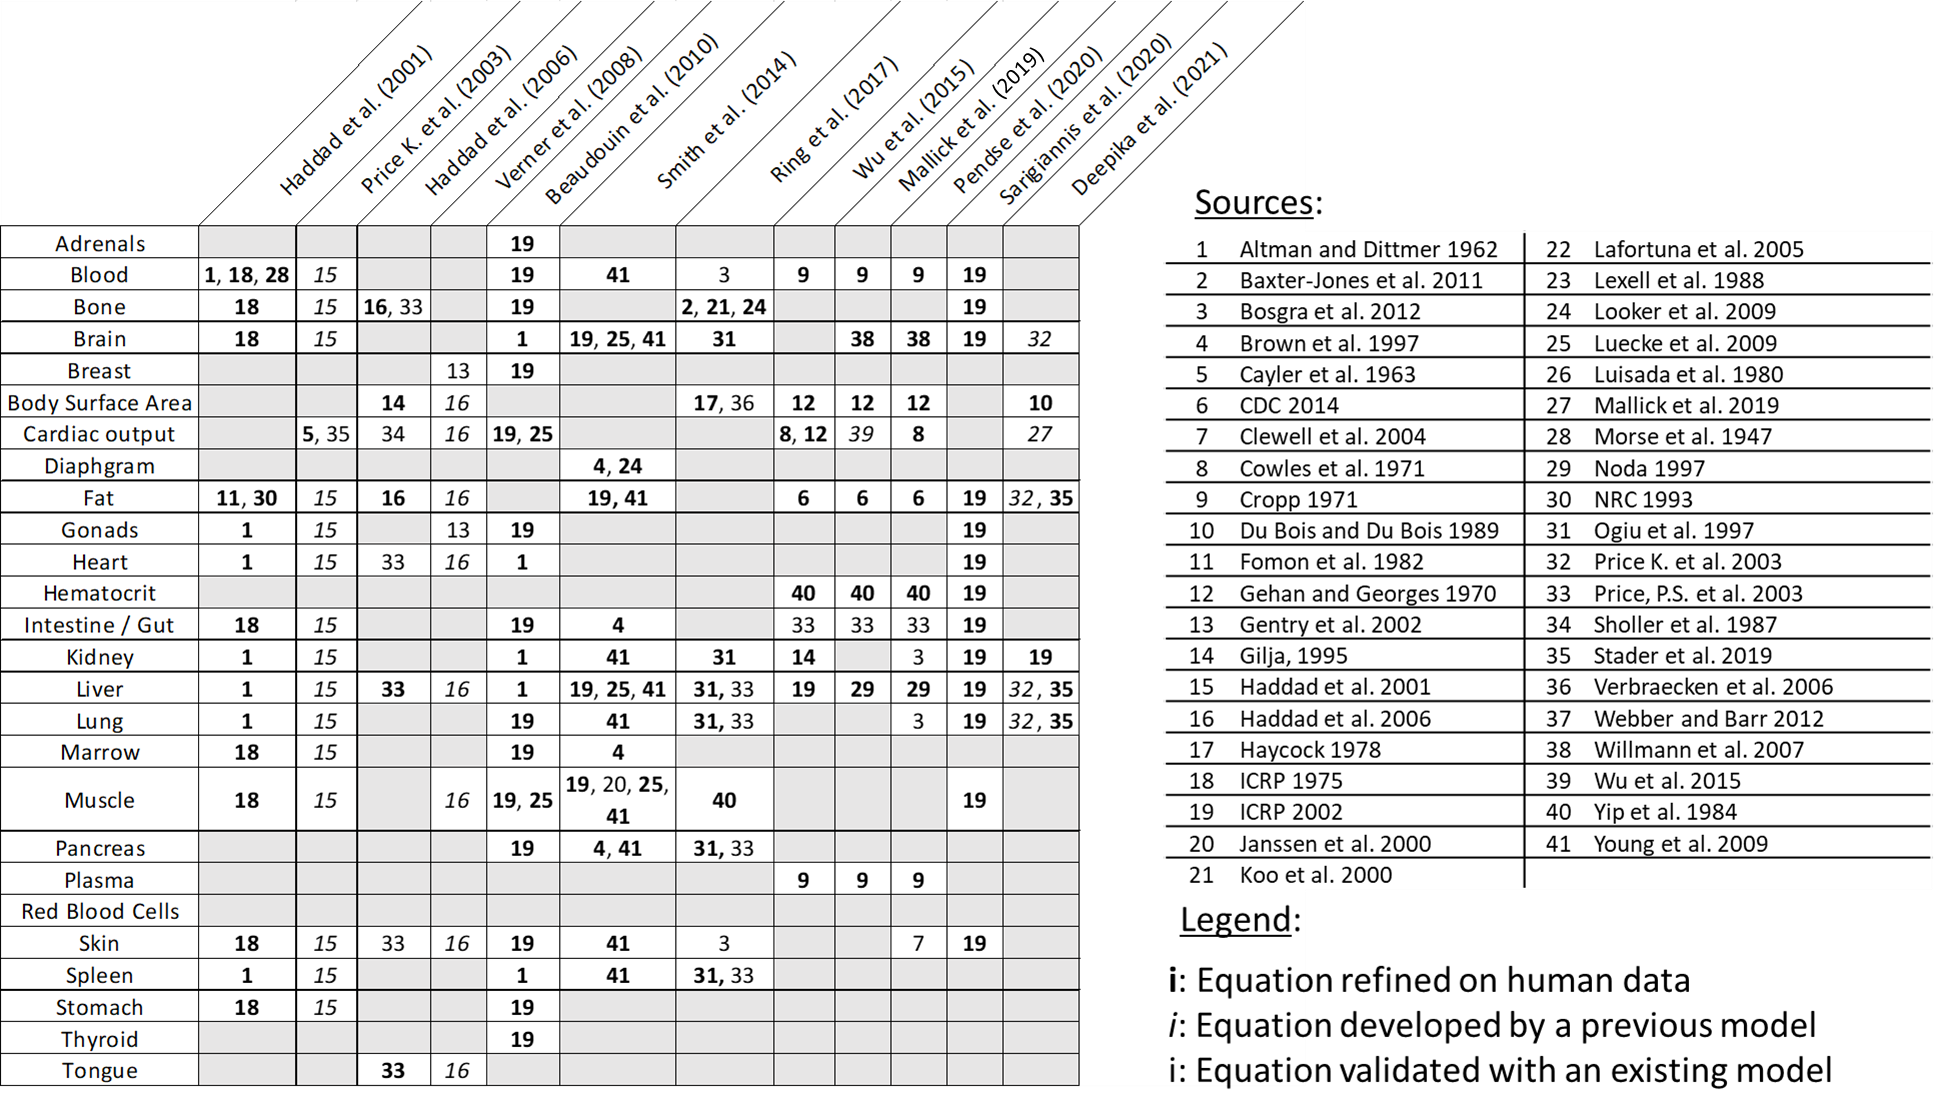 Haddad et al. (2001)
Price K. et al. (2003)
Haddad et al. (2006)
Verner et al. (2008)
Beaudouin et al. (2010)
Smith et al. (2014)
Ring et al. (2017)
Wu et al. (2015)
Mallick et al. (2019)
Pendse et al. (2020)
Sarigiannis et al. (2020)
Deepika et al. (2021)
Adrenals 19
Blood 1, 18, 28 15 19 41 3 9 9 9 19
Bone 18 15 16, 33 19 2, 21, 24 19
Brain 18 15 1 19, 25, 41 31 38 38 19 32
Breast 13 19
Body Surface Area 14 16 17, 36 12 12 12 10
Cardiac output 5, 35 34 16 19, 25 8, 12 39 8 27
Diaphgram 4, 24
Fat 11, 30 15 16 16 19, 41 6 6 6 19 32, 35
Gonads 1 15 13 19 19
Heart 1 15 33 16 1 19
Hematocrit 40 40 40 19
Intestine / Gut 18 15 19 4 33 33 33 19
Kidney 1 15 1 41 31 14 3 19 19
Liver 1 15 33 16 1 19, 25, 41 31, 33 19 29 29 19 32, 35
Lung 1 15 19 41 31, 33 3 19 32, 35
Marrow 18 15 19 4
Muscle 18 15 16 19, 25 19, 20, 25, 41 40 19
Pancreas 19 4, 41 31, 33
Plasma 9 9 9
Red Blood Cells
Skin 18 15 33 16 19 41 3 7 19
Spleen 1 15 1 41 31, 33
Stomach 18 15 19
Thyroid 19
Tongue 33 16
Sources:
1 Altman and Dittmer 1962 22 Lafortuna et al. 2005
2 Baxter-Jones et al. 2011 23 Lexell et al. 1988
3 Bosgra et al. 2012 24 Looker et al. 2009
4 Brown et al. 1997 25 Luecke et al. 2009
5 Cayler et al. 1963 26 Luisada et al. 1980
6 CDC 2014 27 Mallick et al. 2019
7 Clewell et al. 2004 28 Morse et al. 1947
8 Cowles et al. 1971 29 Noda 1997
9 Cropp 1971 30 NRC 1993
10 Du Bois and Du Bois 1989 31 Ogiu et al. 1997
11 Fomon et al. 1982 32 Price K. et al. 2003
12 Gehan and Georges 1970 33 Price, P.S. et al. 2003
13 Gentry et al. 2002 34 Sholler et al. 1987
14 Gilja, 1995 35 Stader et al. 2019
15 Haddad et al. 2001 36 Verbraecken et al. 2006
16 Haddad et al. 2006 37 Webber and Barr 2012
17 Haycock 1978 38 Willmann et al. 2007
18 ICRP 1975 39 Wu et al. 2015
19 ICRP 2002 40 Yip et al. 1984
20 Janssen et al. 2000 41 Young et al. 2009
21 Koo et al. 2000
Legend:
i: Equation refined on human data
i: Equation developed by a previous model
i: Equation validated with an existing model